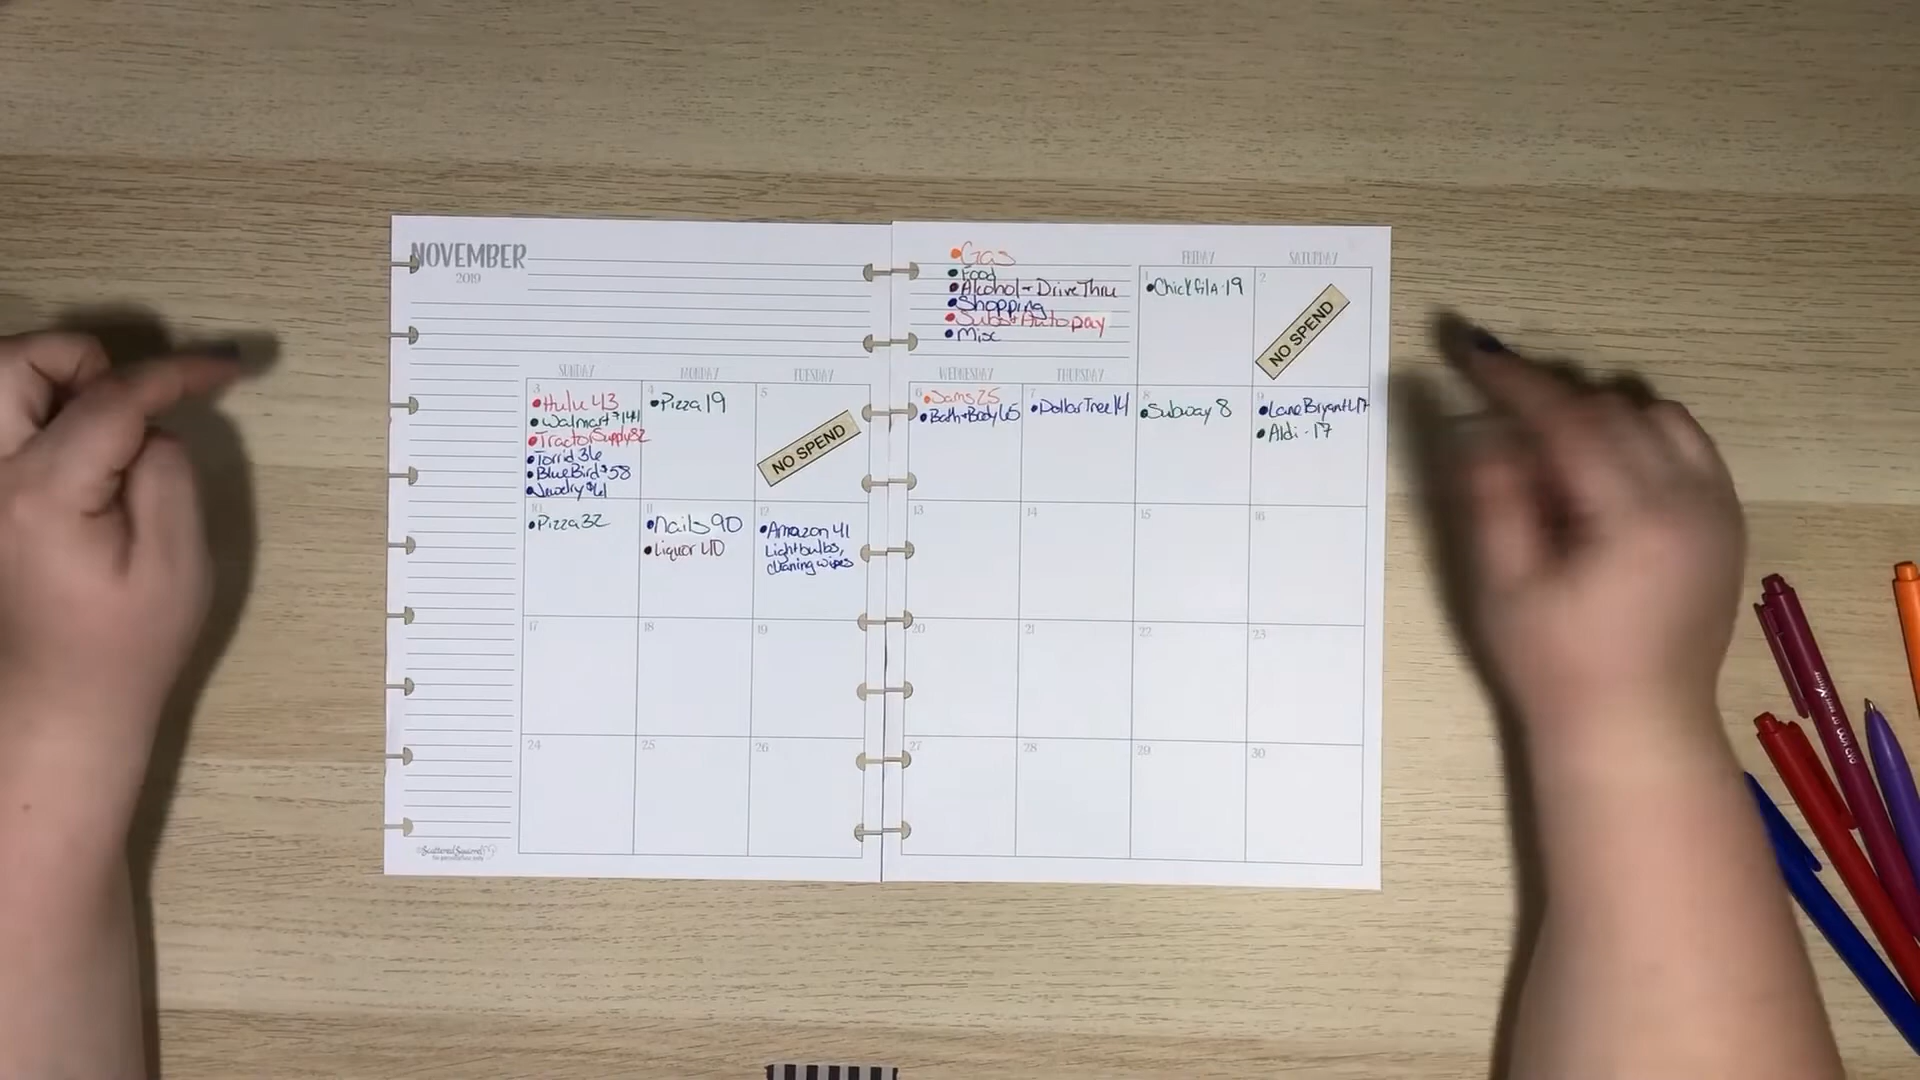 NOVEMBER
2019
•Gas
•Food
•Alcohol + Drive Thru
•Shopping
•Subs + Autopay
•Misc
SUNDAY
MONDAY
TUESDAY
WEDNESDAY
THURSDAY
FRIDAY
SATURDAY
1
•Chickfila·19
2
NO SPEND
3
•Hulu 43
•Walmart $141
•Tractor Supply 82
•Torrid 36
•Blue Bird $58
•Jewelry $61
4
•Pizza 19
5
NO SPEND
6
•Sams 25
•Bath + Body 65
7
•Dollar Tree 14
8
•Subway 8
9
•Lane Bryant 47
•Aldi - 17
10
•Pizza 32
11
•Nails 90
•Liquor 40
12
•Amazon 41
Lightbulbs,
cleaning wipes
13
14
15
16
17
18
19
20
21
22
23
24
25
26
27
28
29
30
ScatteredSquirrel